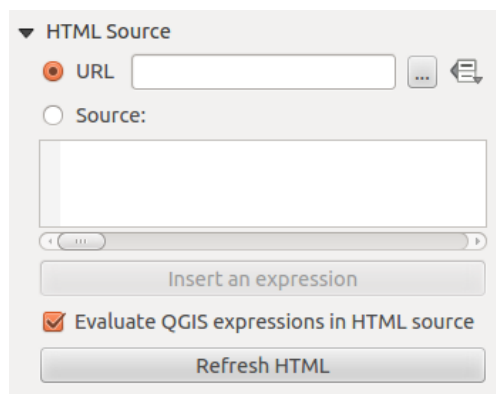 HTML Source
URL ...
Source:
Insert an expression
Evaluate QGIS expressions in HTML source
Refresh HTML